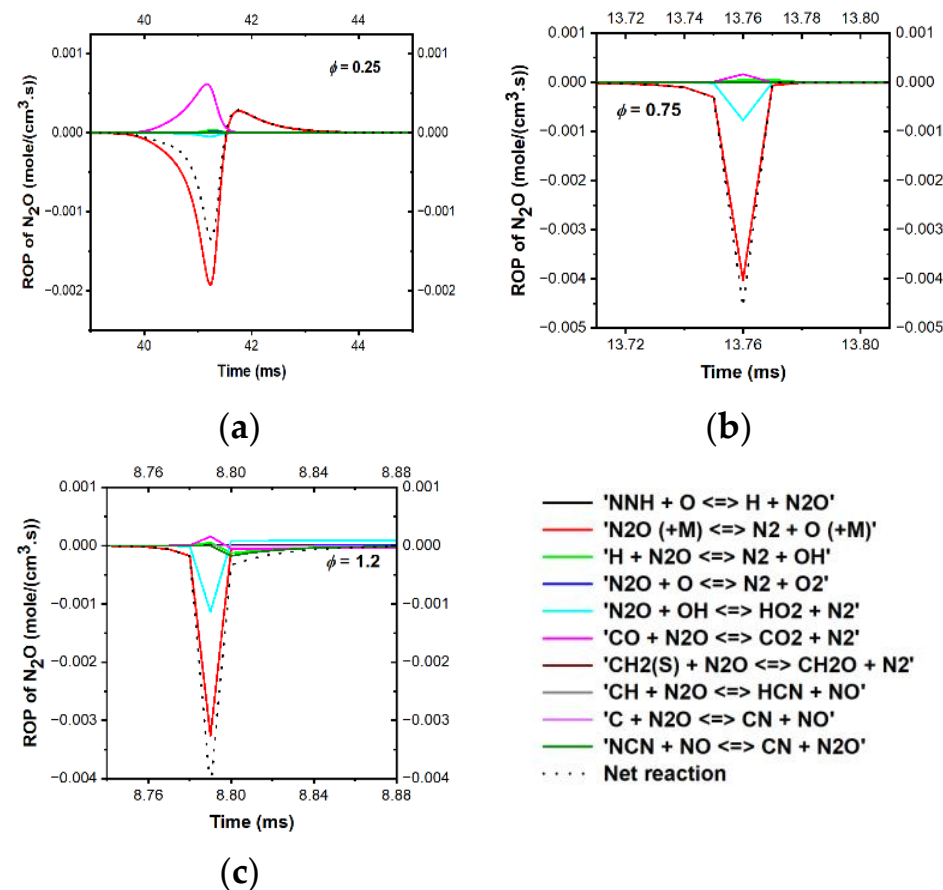 40 42 44
0.001 0.001
ϕ = 0.25
0.000 0.000
−0.001 −0.001
−0.002 −0.002
40 42 44
Time (ms)
ROP of N2O (mole/(cm³.s))
(a)
13.72 13.76 13.80
0.001 0.001
0.000 0.000
ϕ = 0.75
−0.001 −0.001
−0.002 −0.002
−0.003 −0.003
−0.004 −0.004
−0.005 −0.005
13.72 13.76 13.80
Time (ms)
ROP of N2O (mole/(cm³.s))
(b)
8.76 8.80 8.84 8.88
0.001 0.001
0.000 0.000
ϕ = 1.2
−0.001 −0.001
−0.002 −0.002
−0.003 −0.003
−0.004 −0.004
8.76 8.80 8.84 8.88
Time (ms)
ROP of N2O (mole/(cm³.s))
(c)
'NNH + O <=> H + N2O'
'N2O (+M) <=> N2 + O (+M)'
'H + N2O <=> N2 + OH'
'N2O + O <=> N2 + O2'
'N2O + OH <=> HO2 + N2'
'CO + N2O <=> CO2 + N2'
'CH2(S) + N2O <=> CH2O + N2'
'CH + N2O <=> HCN + NO'
'C + N2O <=> CN + NO'
'NCN + NO <=> CN + N2O'
Net reaction